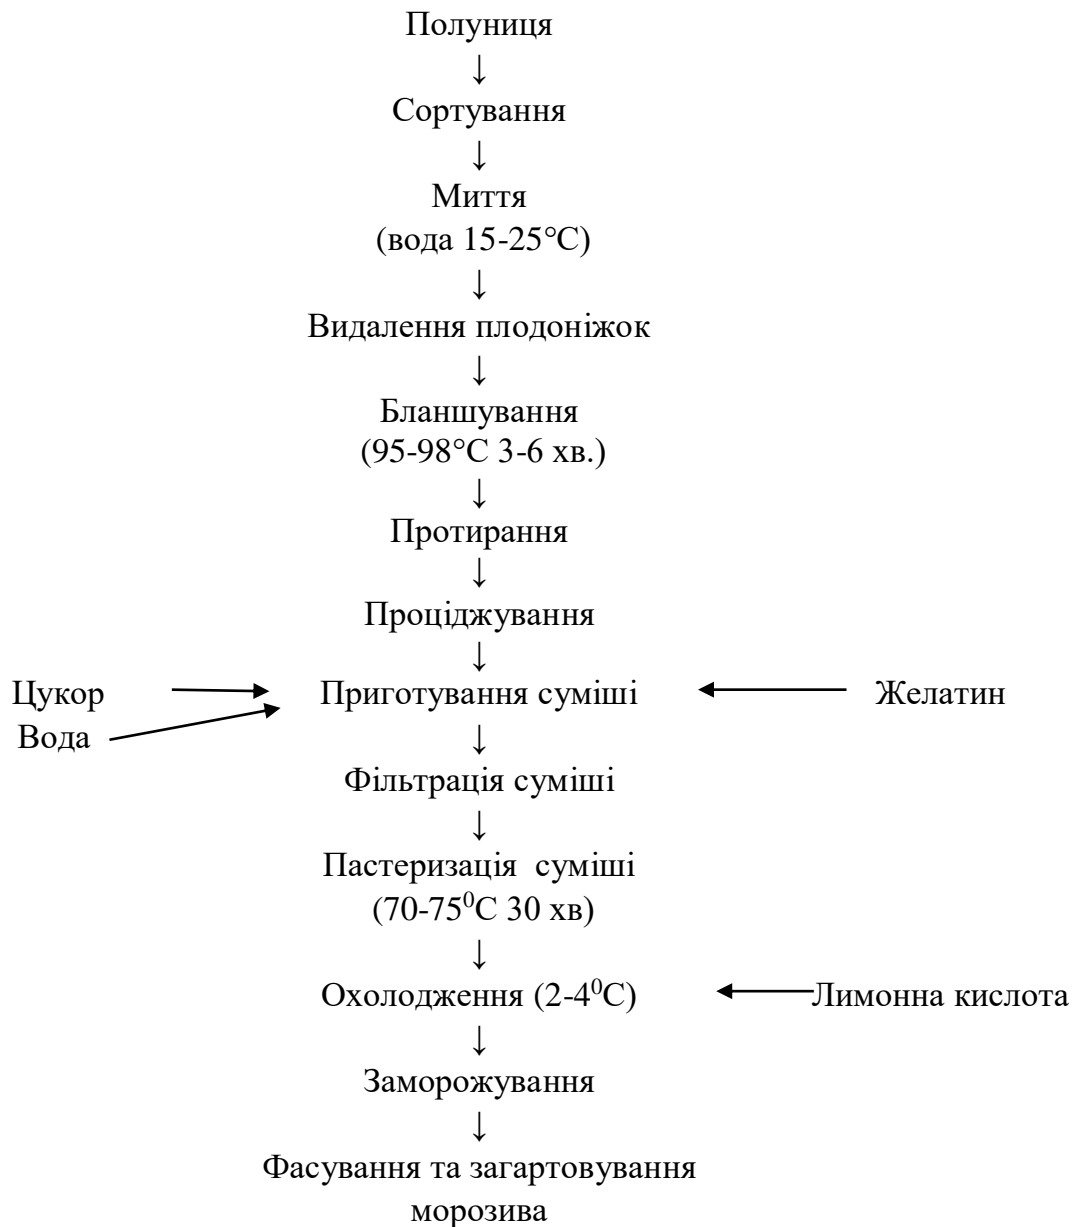 Полуниця
↓
Сортування
↓
Миття
(вода 15-25°С)
↓
Видалення плодоніжок
↓
Бланшування
(95-98°С 3-6 хв.)
↓
Протирання
↓
Проціджування
↓
Цукор → Приготування суміші ← Желатин
Вода
↓
Фільтрація суміші
↓
Пастеризація суміші
(70-75⁰С 30 хв)
↓
Охолодження (2-4⁰С) ← Лимонна кислота
↓
Заморожування
↓
Фасування та загартовування
морозива